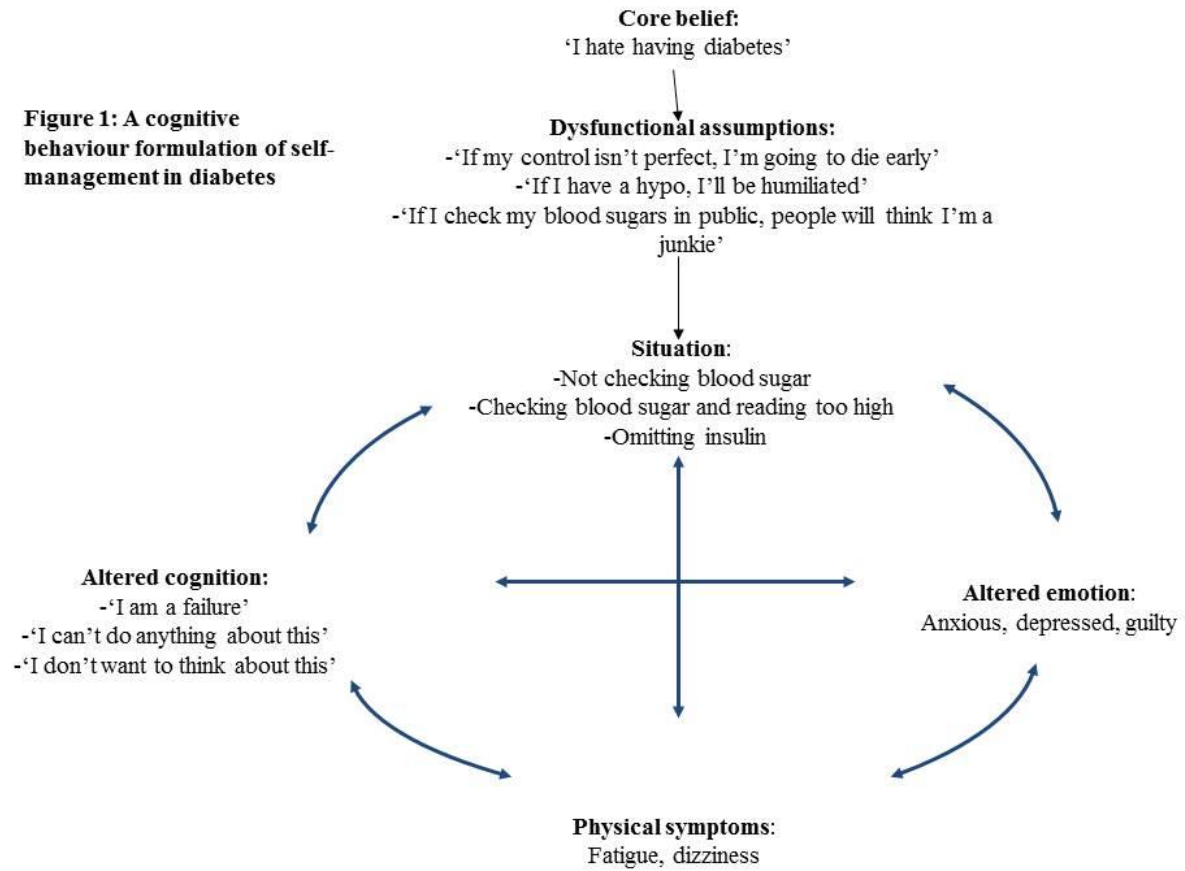 Core belief:
‘I hate having diabetes’
Figure 1: A cognitive
behaviour formulation of self-
management in diabetes
Dysfunctional assumptions:
-‘If my control isn’t perfect, I’m going to die early’
-‘If I have a hypo, I’ll be humiliated’
-‘If I check my blood sugars in public, people will think I’m a
junkie’
Situation:
-Not checking blood sugar
-Checking blood sugar and reading too high
-Omitting insulin
Altered cognition:
-‘I am a failure’
-‘I can’t do anything about this’
-‘I don’t want to think about this’
Altered emotion:
Anxious, depressed, guilty
Physical symptoms:
Fatigue, dizziness